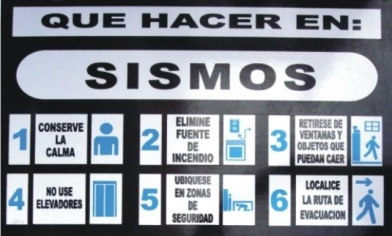 QUE HACER EN:
SISMOS
1
CONSERVE
LA
CALMA
2
ELIMINE
FUENTE
DE
INCENDIO
3
RETIRESE DE
VENTANAS Y
OBJETOS QUE
PUEDAN CAER
4
NO USE
ELEVADORES
5
UBIQUESE
EN ZONAS
DE
SEGURIDAD
6
LOCALICE
LA RUTA DE
EVACUACION